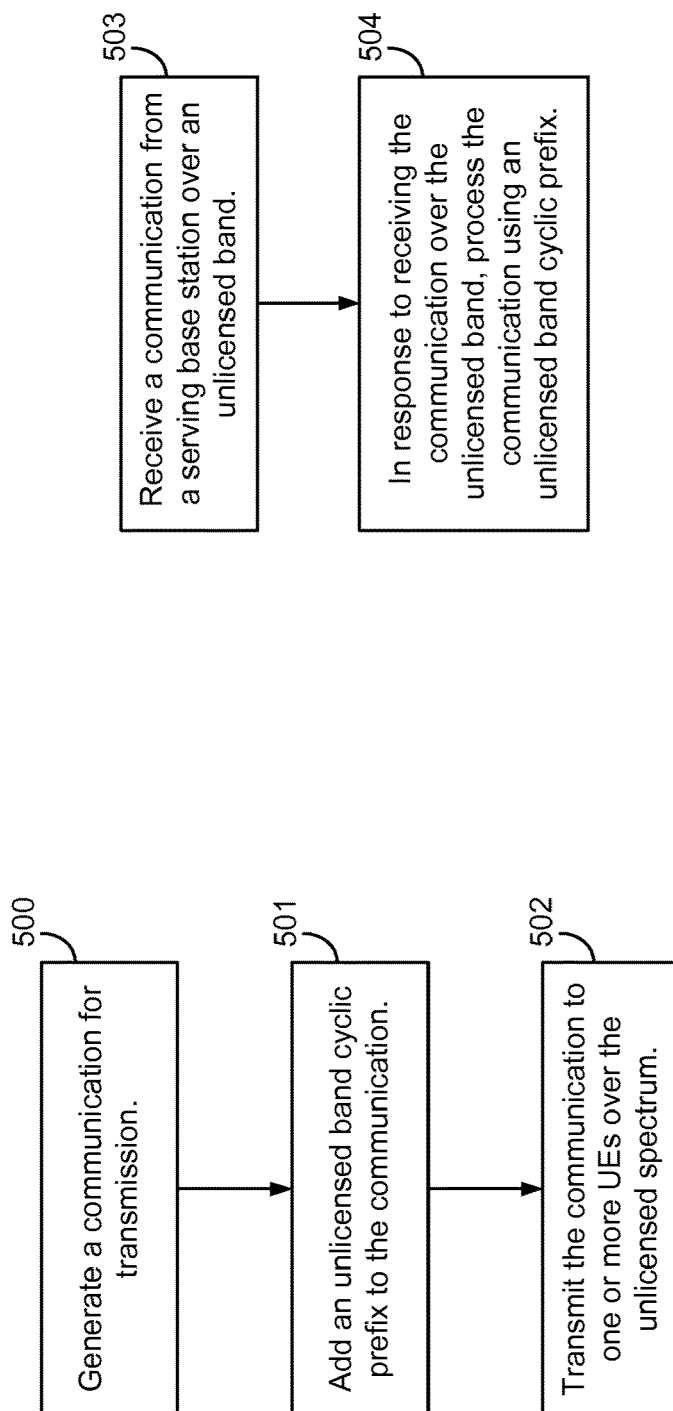 500
Generate a communication for
transmission.
501
Add an unlicensed band cyclic
prefix to the communication.
502
Transmit the communication to
one or more UEs over the
unlicensed spectrum.
503
Receive a communication from
a serving base station over an
unlicensed band.
504
In response to receiving the
communication over the
unlicensed band, process the
communication using an
unlicensed band cyclic prefix.